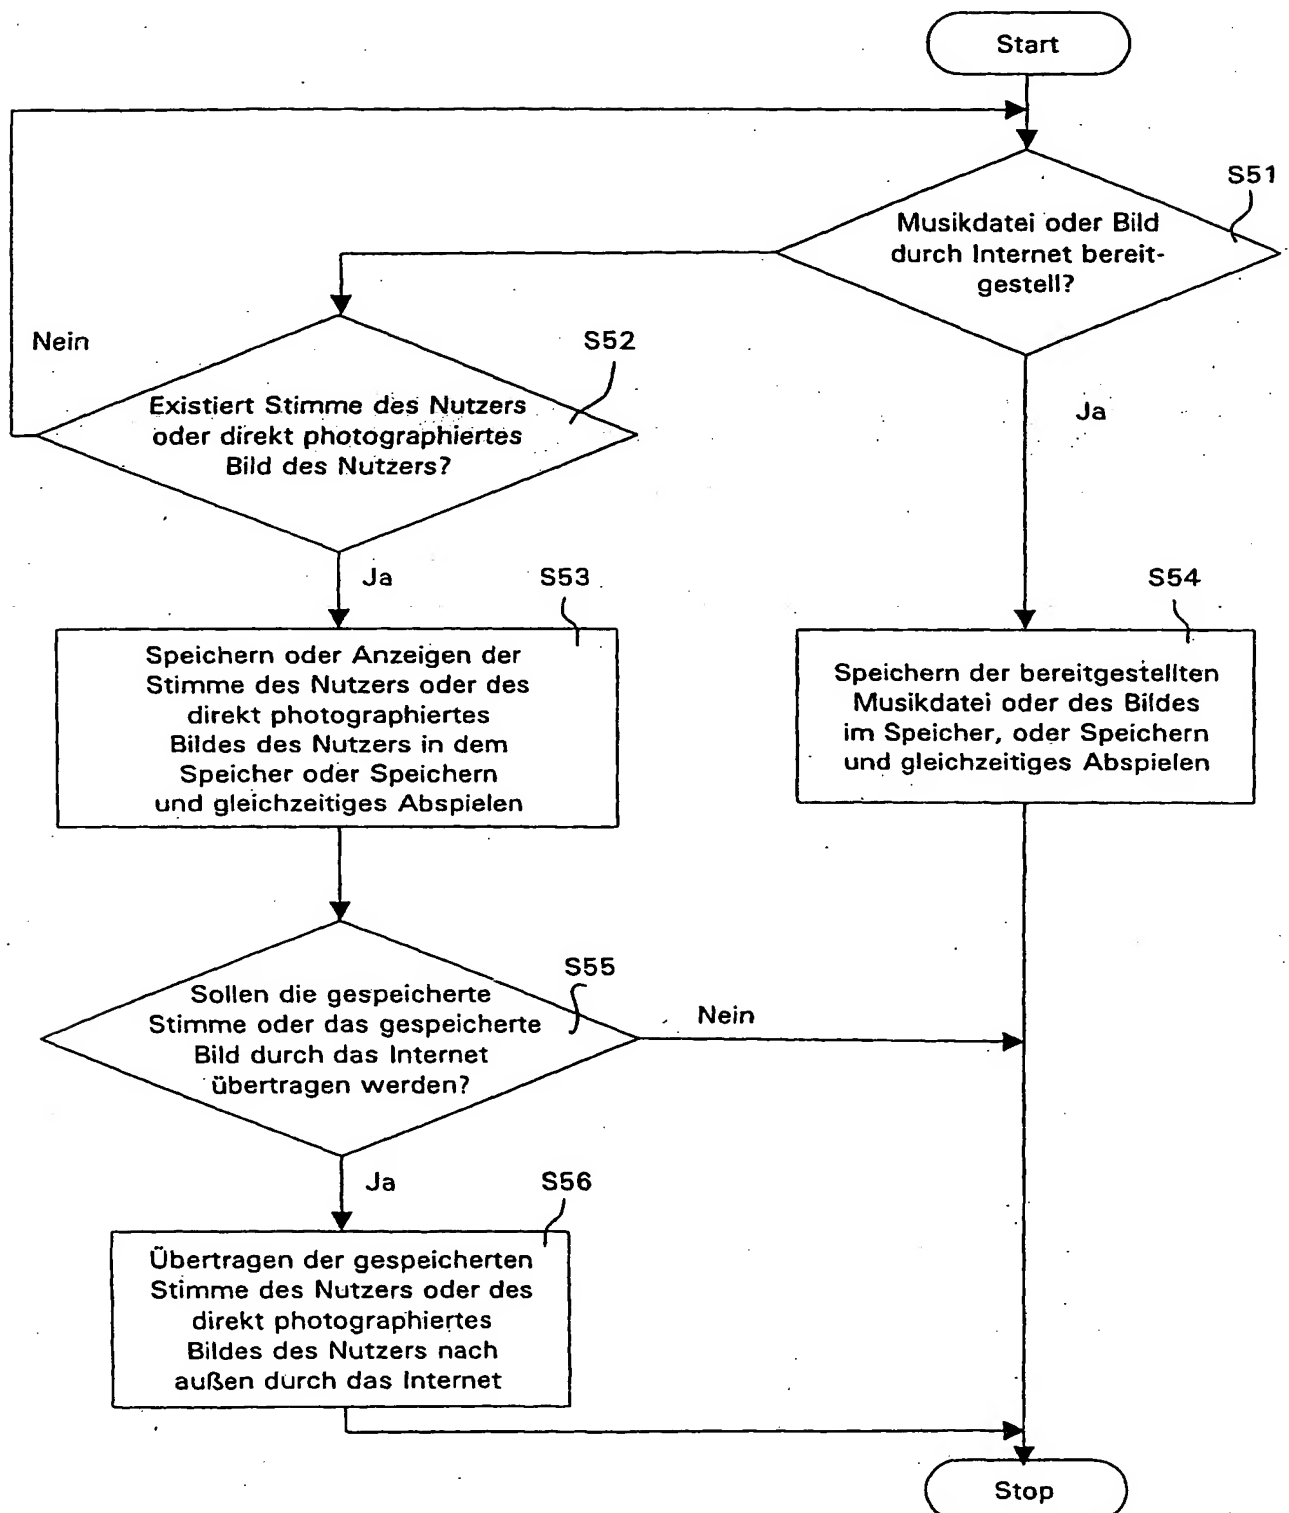 Start
S51
Musikdatei oder Bild
durch Internet bereit-
gestell?
Nein
S52
Existiert Stimme des Nutzers
oder direkt photographiertes
Bild des Nutzers?
Ja
Ja
S53
Speichern oder Anzeigen der
Stimme des Nutzers oder des
direkt photographiertes
Bildes des Nutzers in dem
Speicher oder Speichern
und gleichzeitiges Abspielen
S54
Speichern der bereitgestellten
Musikdatei oder des Bildes
im Speicher, oder Speichern
und gleichzeitiges Abspielen
S55
Sollen die gespeicherte
Stimme oder das gespeicherte
Bild durch das Internet
übertragen werden?
Nein
Ja
S56
Übertragen der gespeicherten
Stimme des Nutzers oder des
direkt photographiertes
Bildes des Nutzers nach
außen durch das Internet
Stop